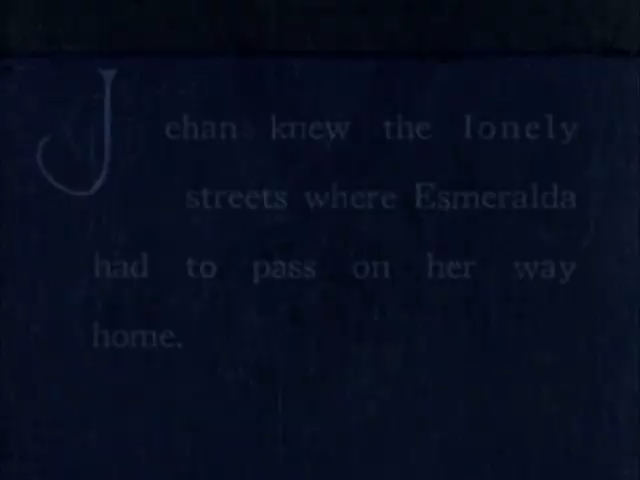 Jehan knew the lonely
streets where Esmeralda
had to pass on her way
home.